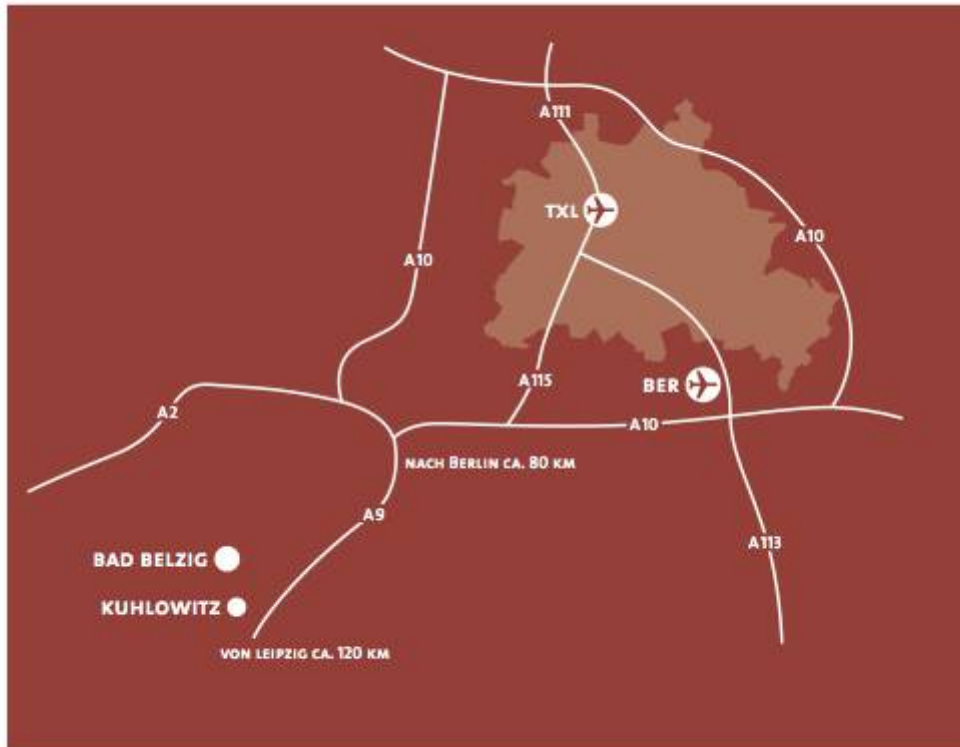 A111
TXL
A10
A10
A115
BER
A2
A10
NACH BERLIN CA. 80 KM
A9
A113
BAD BELZIG
KUHLOWITZ
VON LEIPZIG CA. 120 KM